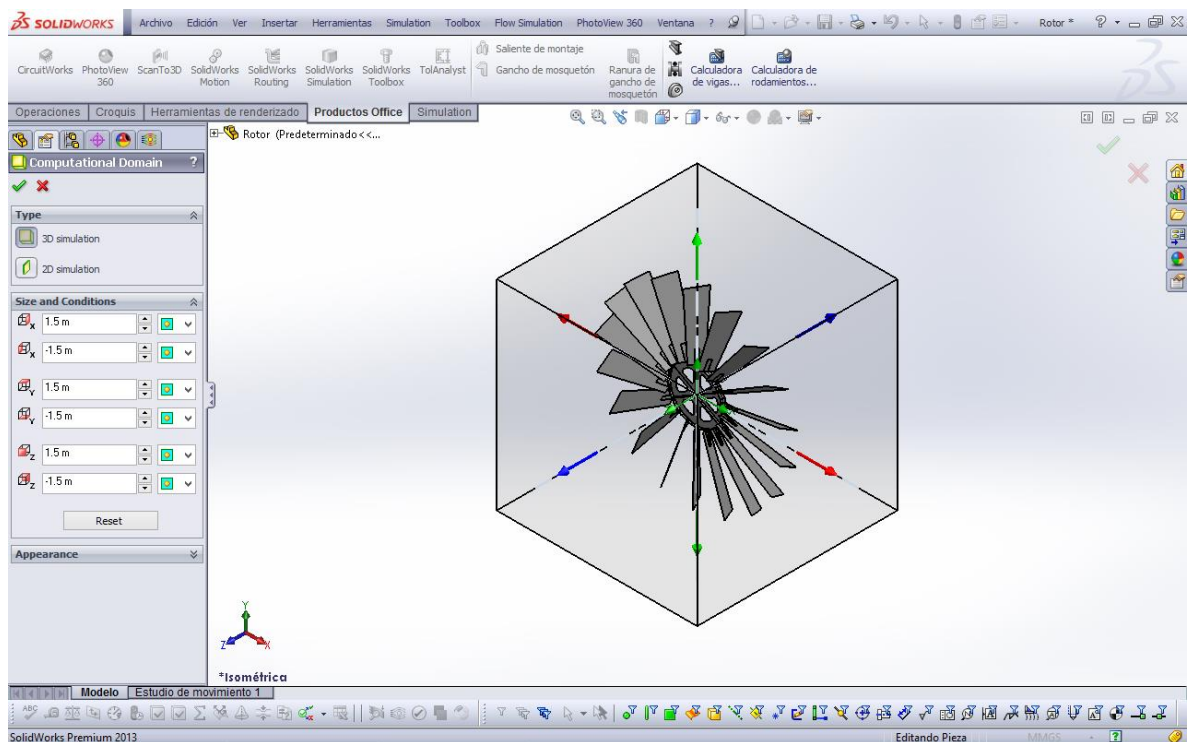 SOLIDWORKS Archivo Edición Ver Insertar Herramientas Simulation Toolbox Flow Simulation PhotoView 360 Ventana ? Rotor * ?
CircuitWorks PhotoView 360 ScanTo3D SolidWorks Motion SolidWorks Routing SolidWorks Simulation SolidWorks Toolbox TolAnalyst
Saliente de montaje
Gancho de mosquetón
Ranura de gancho de mosquetón
Calculadora de vigas...
Calculadora de rodamientos...
Operaciones Croquis Herramientas de renderizado Productos Office Simulation
Rotor (Predeterminado<<...
Computational Domain ?
Type
3D simulation
2D simulation
Size and Conditions
X 1.5 m
X -1.5 m
Y 1.5 m
Y -1.5 m
Z 1.5 m
Z -1.5 m
Reset
Appearance
Y
Z X
*Isométrica
Modelo Estudio de movimiento 1
ABC
SolidWorks Premium 2013 Editando Pieza MMGS ?